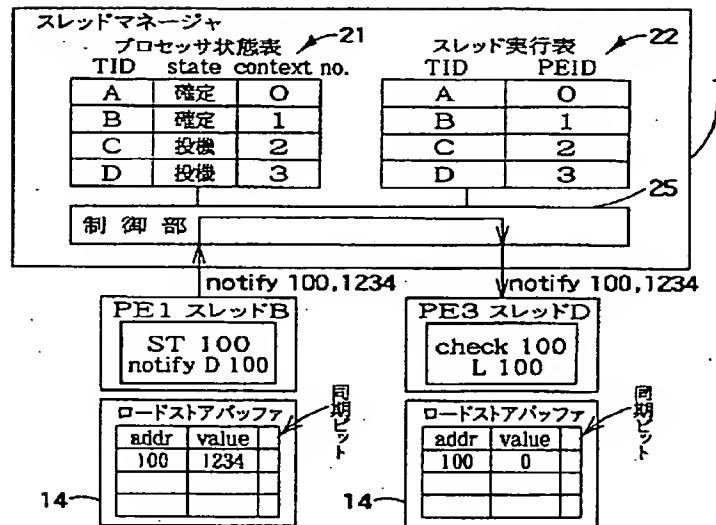 スレッドマネージャ
プロセッサ状態表 21
TID state context no.
A 確定 0
B 確定 1
C 投機 2
D 投機 3
スレッド実行表 22
TID PEID
A 0
B 1
C 2
D 3
25
制御部
notify 100,1234
notify 100,1234
PE1 スレッドB
ST 100
notify D 100
PE3 スレッドD
check 100
L 100
ロードストアバッファ
同期ビット
addr value
100 1234
14
ロードストアバッファ
同期ビット
addr value
100 0
14